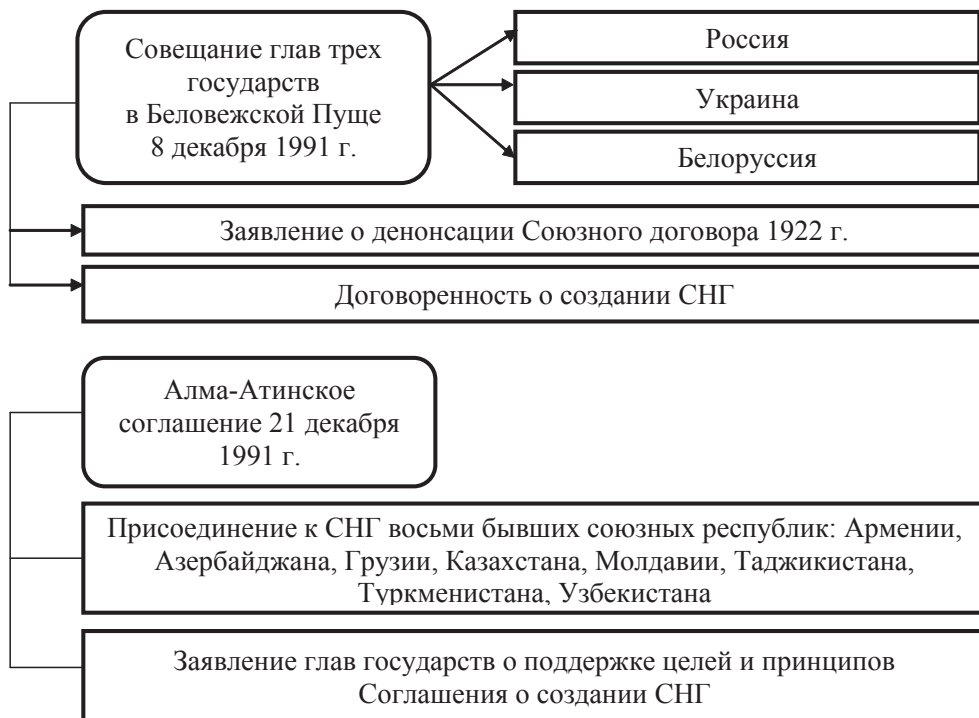 Совещание глав трех
государств
в Беловежской Пуще
8 декабря 1991 г.
Россия
Украина
Белоруссия
Заявление о денонсации Союзного договора 1922 г.
Договоренность о создании СНГ
Алма-Атинское
соглашение 21 декабря
1991 г.
Присоединение к СНГ восьми бывших союзных республик: Армении,
Азербайджана, Грузии, Казахстана, Молдавии, Таджикистана,
Туркменистана, Узбекистана
Заявление глав государств о поддержке целей и принципов
Соглашения о создании СНГ